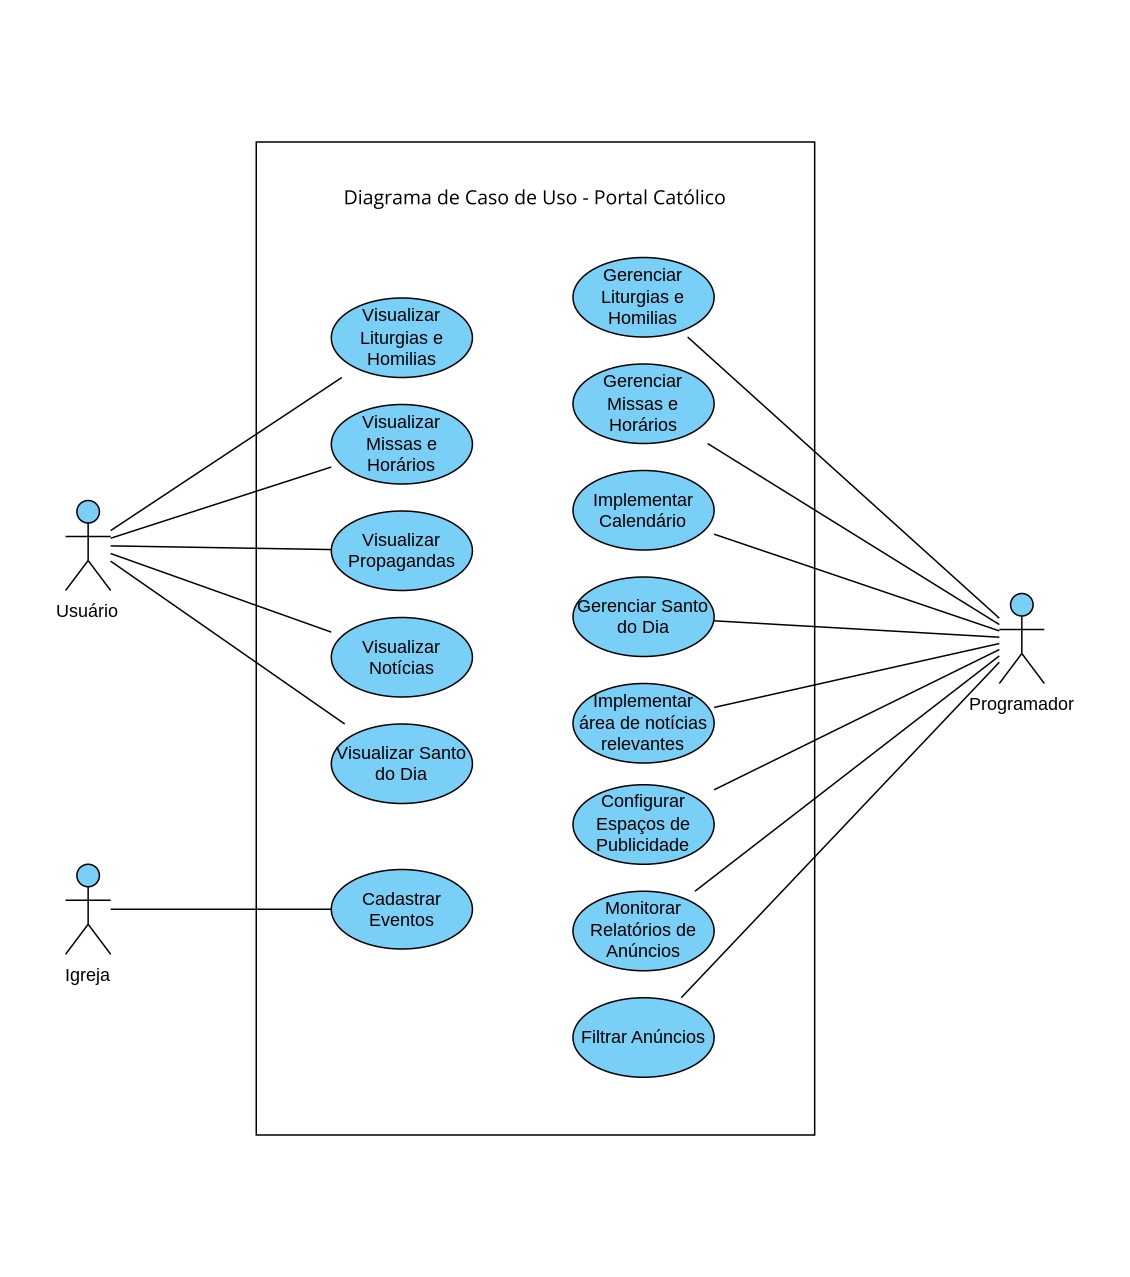 Diagrama de Caso de Uso - Portal Católico
Visualizar
Liturgias e
Homilias
Visualizar
Missas e
Horários
Visualizar
Propagandas
Visualizar
Notícias
Visualizar Santo
do Dia
Cadastrar
Eventos
Gerenciar
Liturgias e
Homilias
Gerenciar
Missas e
Horários
Implementar
Calendário
Gerenciar Santo
do Dia
Implementar
área de notícias
relevantes
Configurar
Espaços de
Publicidade
Monitorar
Relatórios de
Anúncios
Filtrar Anúncios
Usuário
Igreja
Programador